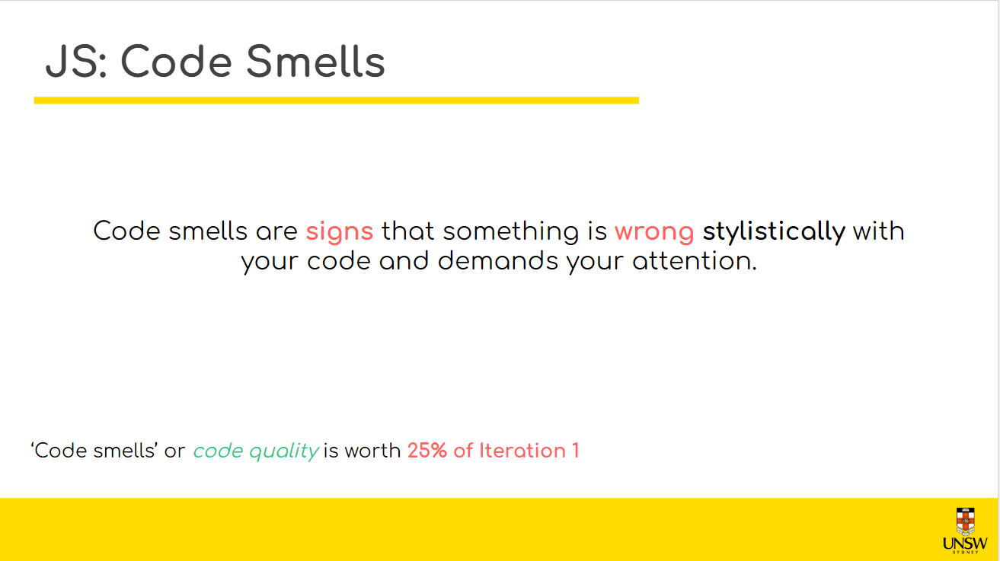 JS: Code Smells
Code smells are signs that something is wrong stylistically with
your code and demands your attention.
‘Code smells’ or code quality is worth 25% of Iteration 1
UNSW
SYDNEY